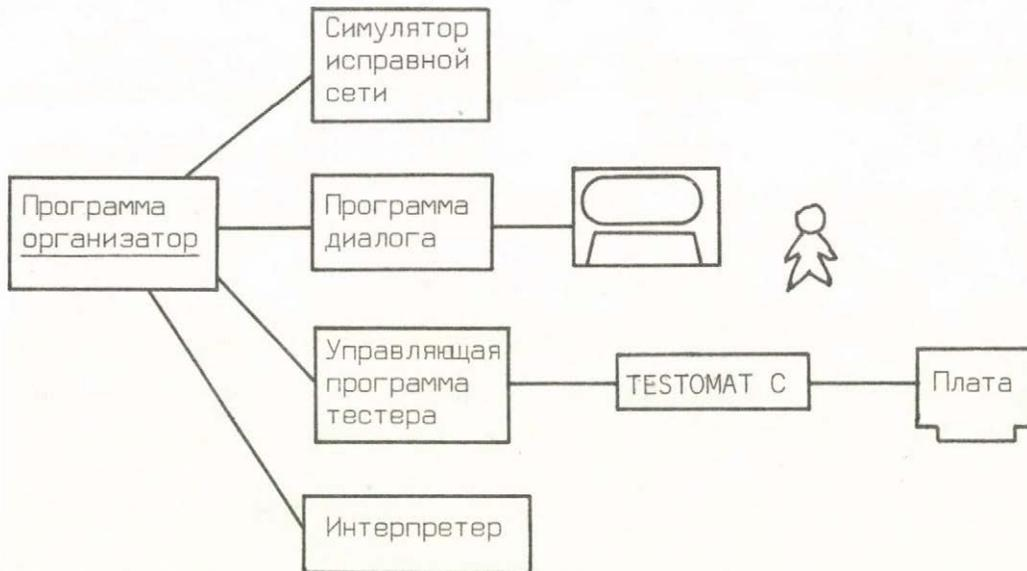 Симулятор
исправной
сети
Программа
организатор
Программа
диалога
Управляющая
программа
тестера
TESTOMAT C
Плата
Интерпретер